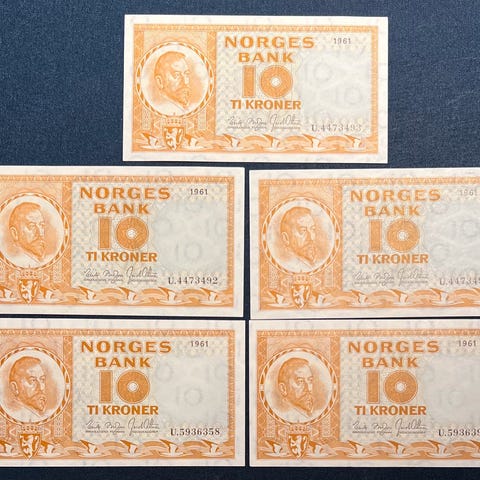 1961
NORGES
BANK
10
TI KRONER
U.4473493.
1961
NORGES
BANK
10
TI KRONER
U.4473492.
1961
NORGES
BANK
10
TI KRONER
1961
NORGES
BANK
10
TI KRONER
U.5936358.
1961
NORGES
BANK
10
TI KRONER